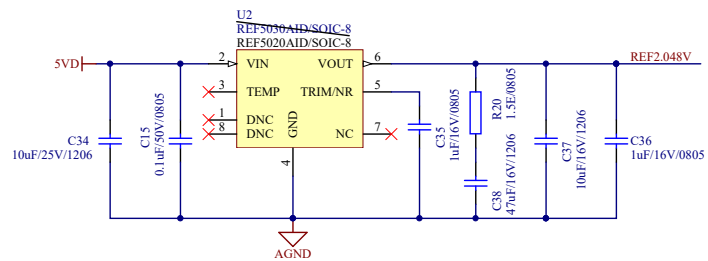 U2
REF5030AID/SOIC-8
REF5020AID/SOIC-8
5VD
2
VIN
VOUT
6
REF2.048V
3
TEMP
TRIM/NR
5
1
DNC
8
DNC
GND
NC
7
4
C34
10uF/25V/1206
C15
0.1uF/50V/0805
C35
1uF/16V/0805
R20
1.5E/0805
C38
47uF/16V/1206
C37
10uF/16V/1206
C36
1uF/16V/0805
AGND